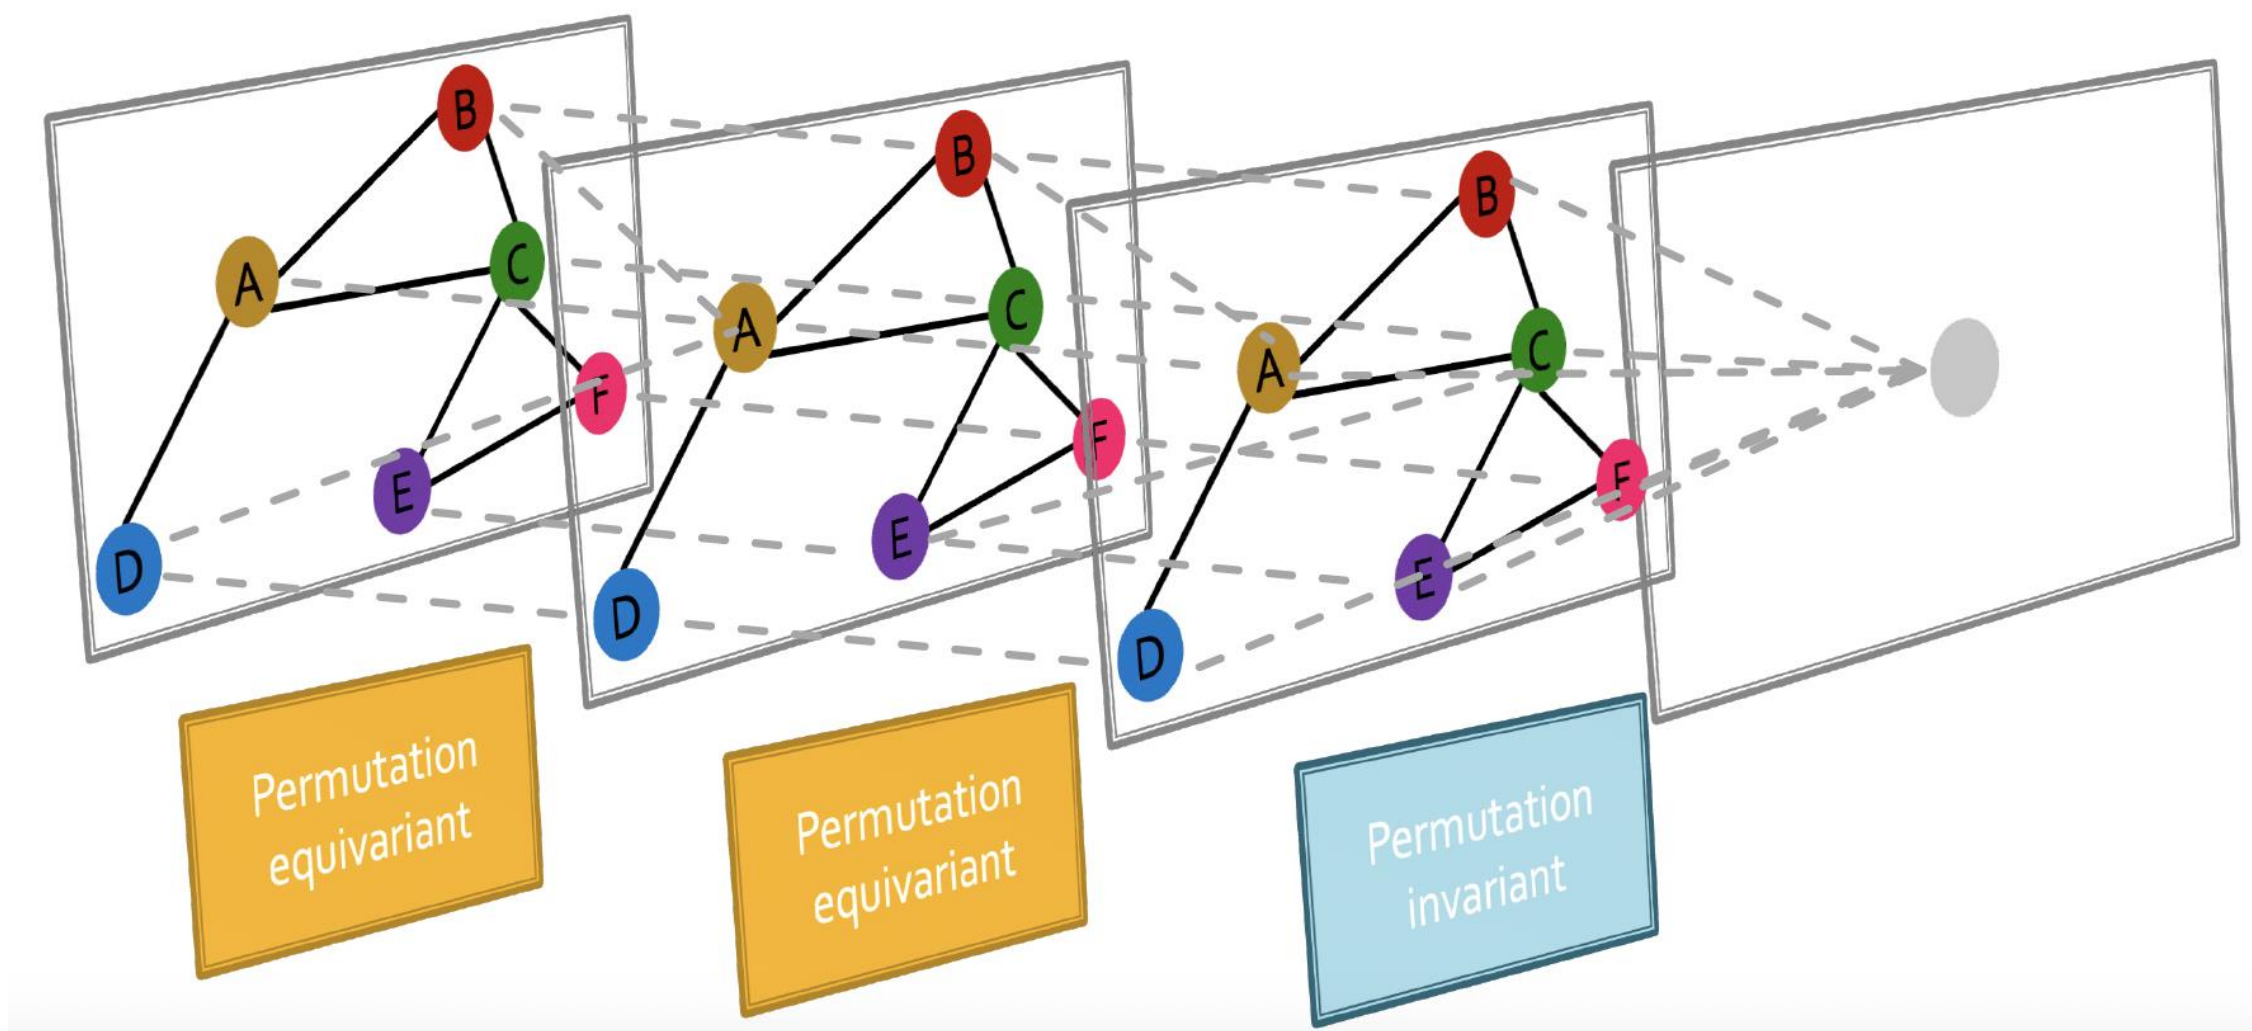 B
A
C
F
E
D
B
A
C
F
E
D
B
A
C
F
E
D
Permutation
equivariant
Permutation
equivariant
Permutation
invariant